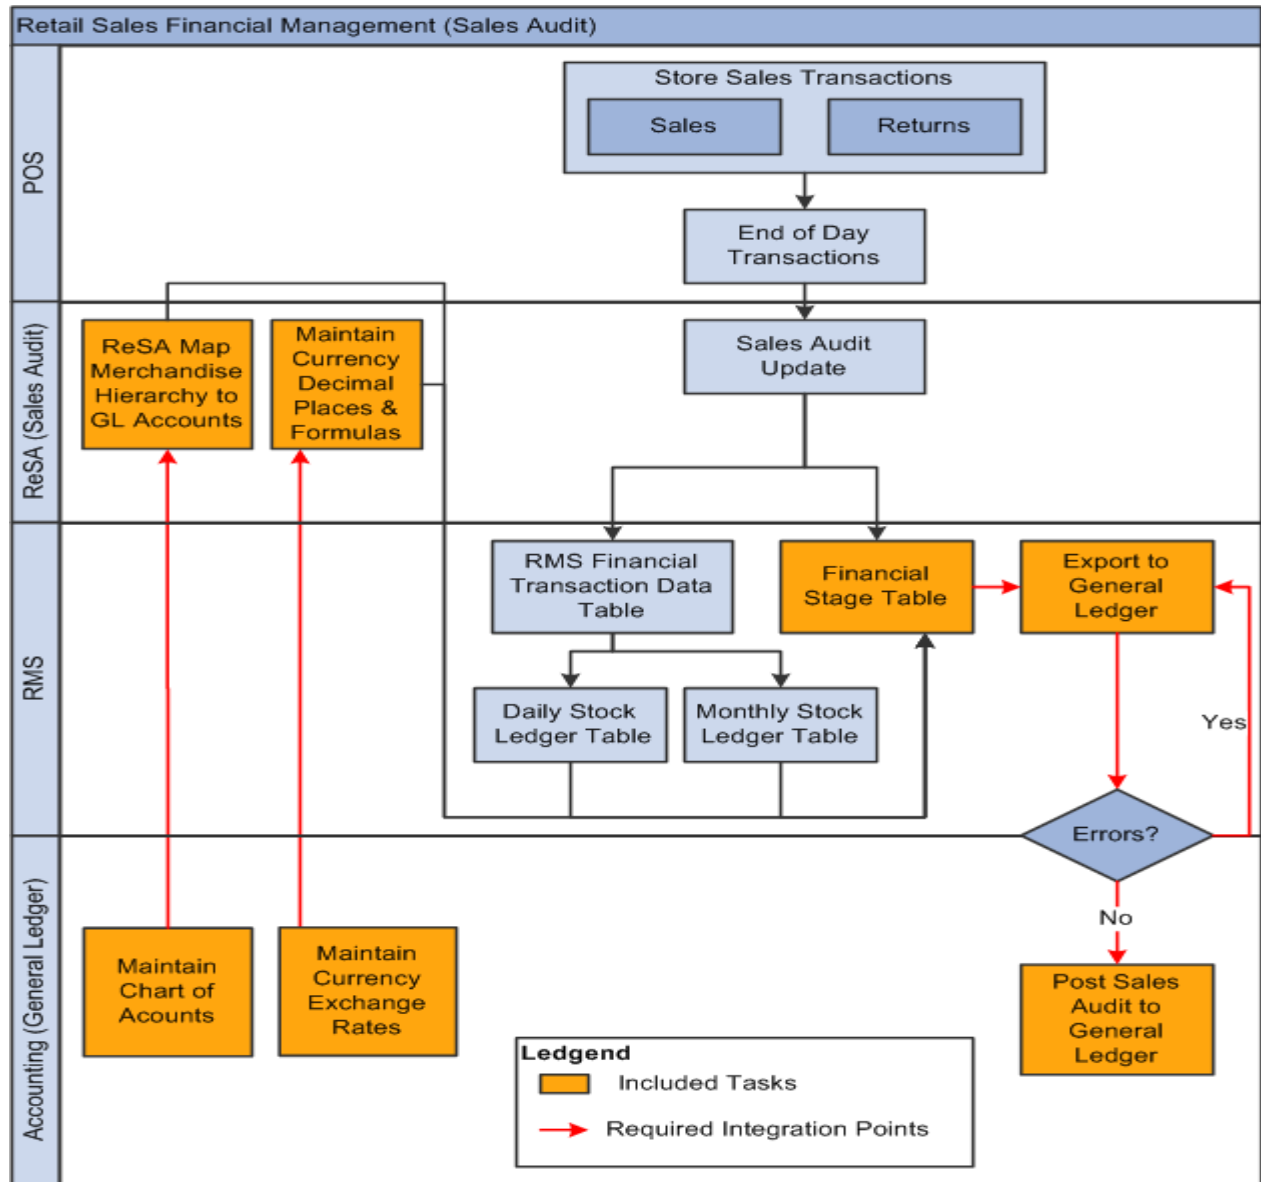 Retail Sales Financial Management (Sales Audit)
POS
Store Sales Transactions
Sales
Returns
End of Day
Transactions
ReSA (Sales Audit)
ReSA Map
Merchandise
Hierarchy to
GL Accounts
Maintain
Currency
Decimal
Places &
Formulas
Sales Audit
Update
RMS
RMS Financial
Transaction Data
Table
Financial
Stage Table
Export to
General
Ledger
Daily Stock
Ledger Table
Monthly Stock
Ledger Table
Yes
Errors?
Accounting (General Ledger)
No
Maintain
Chart of
Acounts
Maintain
Currency
Exchange
Rates
Post Sales
Audit to
General
Ledger
Ledgend
Included Tasks
Required Integration Points